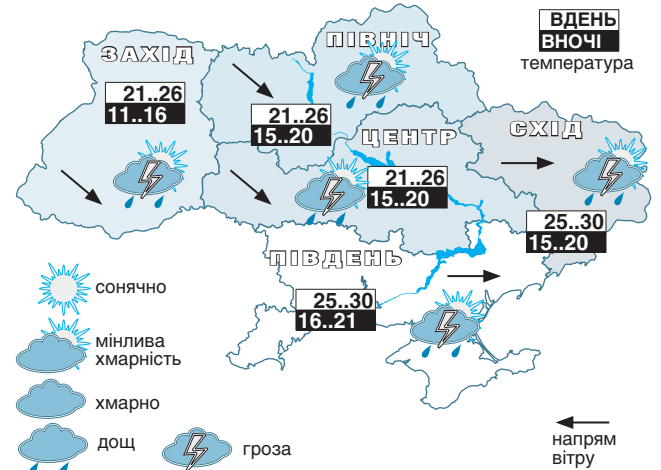 ВДЕНЬ
ВНОЧІ
температура
ЗАХІД
21..26
11..16
ПІВНІЧ
21..26
15..20
ЦЕНТР
21..26
15..20
СХІД
25..30
15..20
ПІВДЕНЬ
25..30
16..21
сонячно
мінлива
хмарність
хмарно
дощ
гроза
напрям
вітру